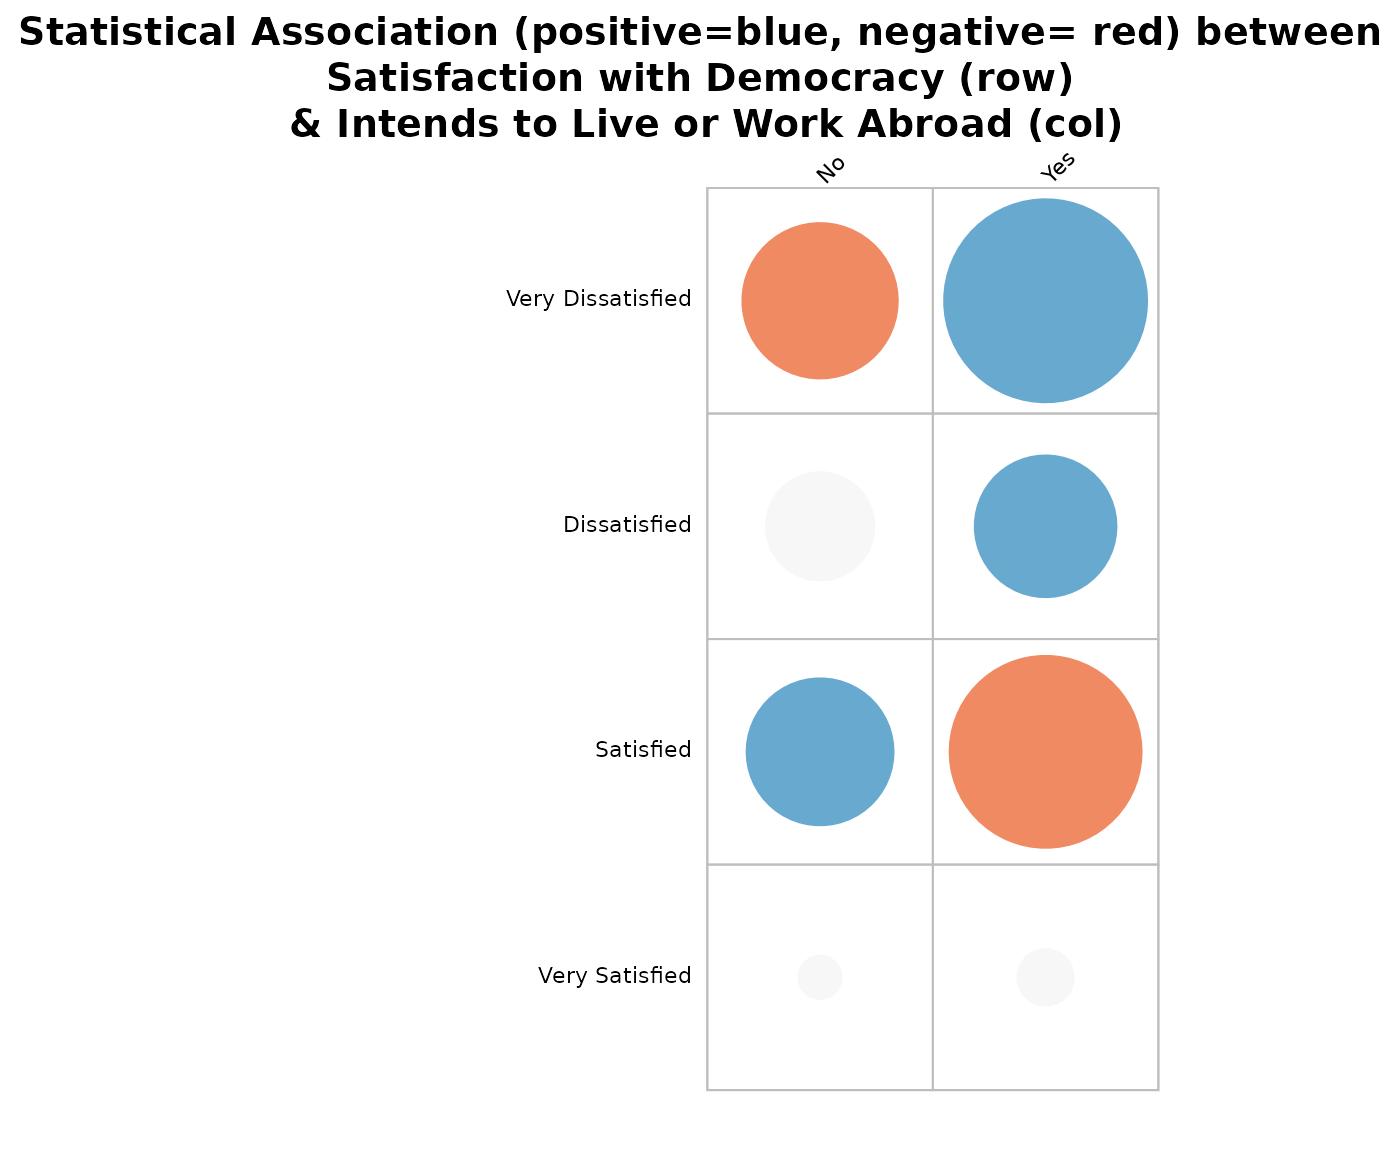 Statistical Association (positive=blue, negative= red) between
Satisfaction with Democracy (row)
& Intends to Live or Work Abroad (col)
No
Yes
Very Dissatisfied
Dissatisfied
Satisfied
Very Satisfied